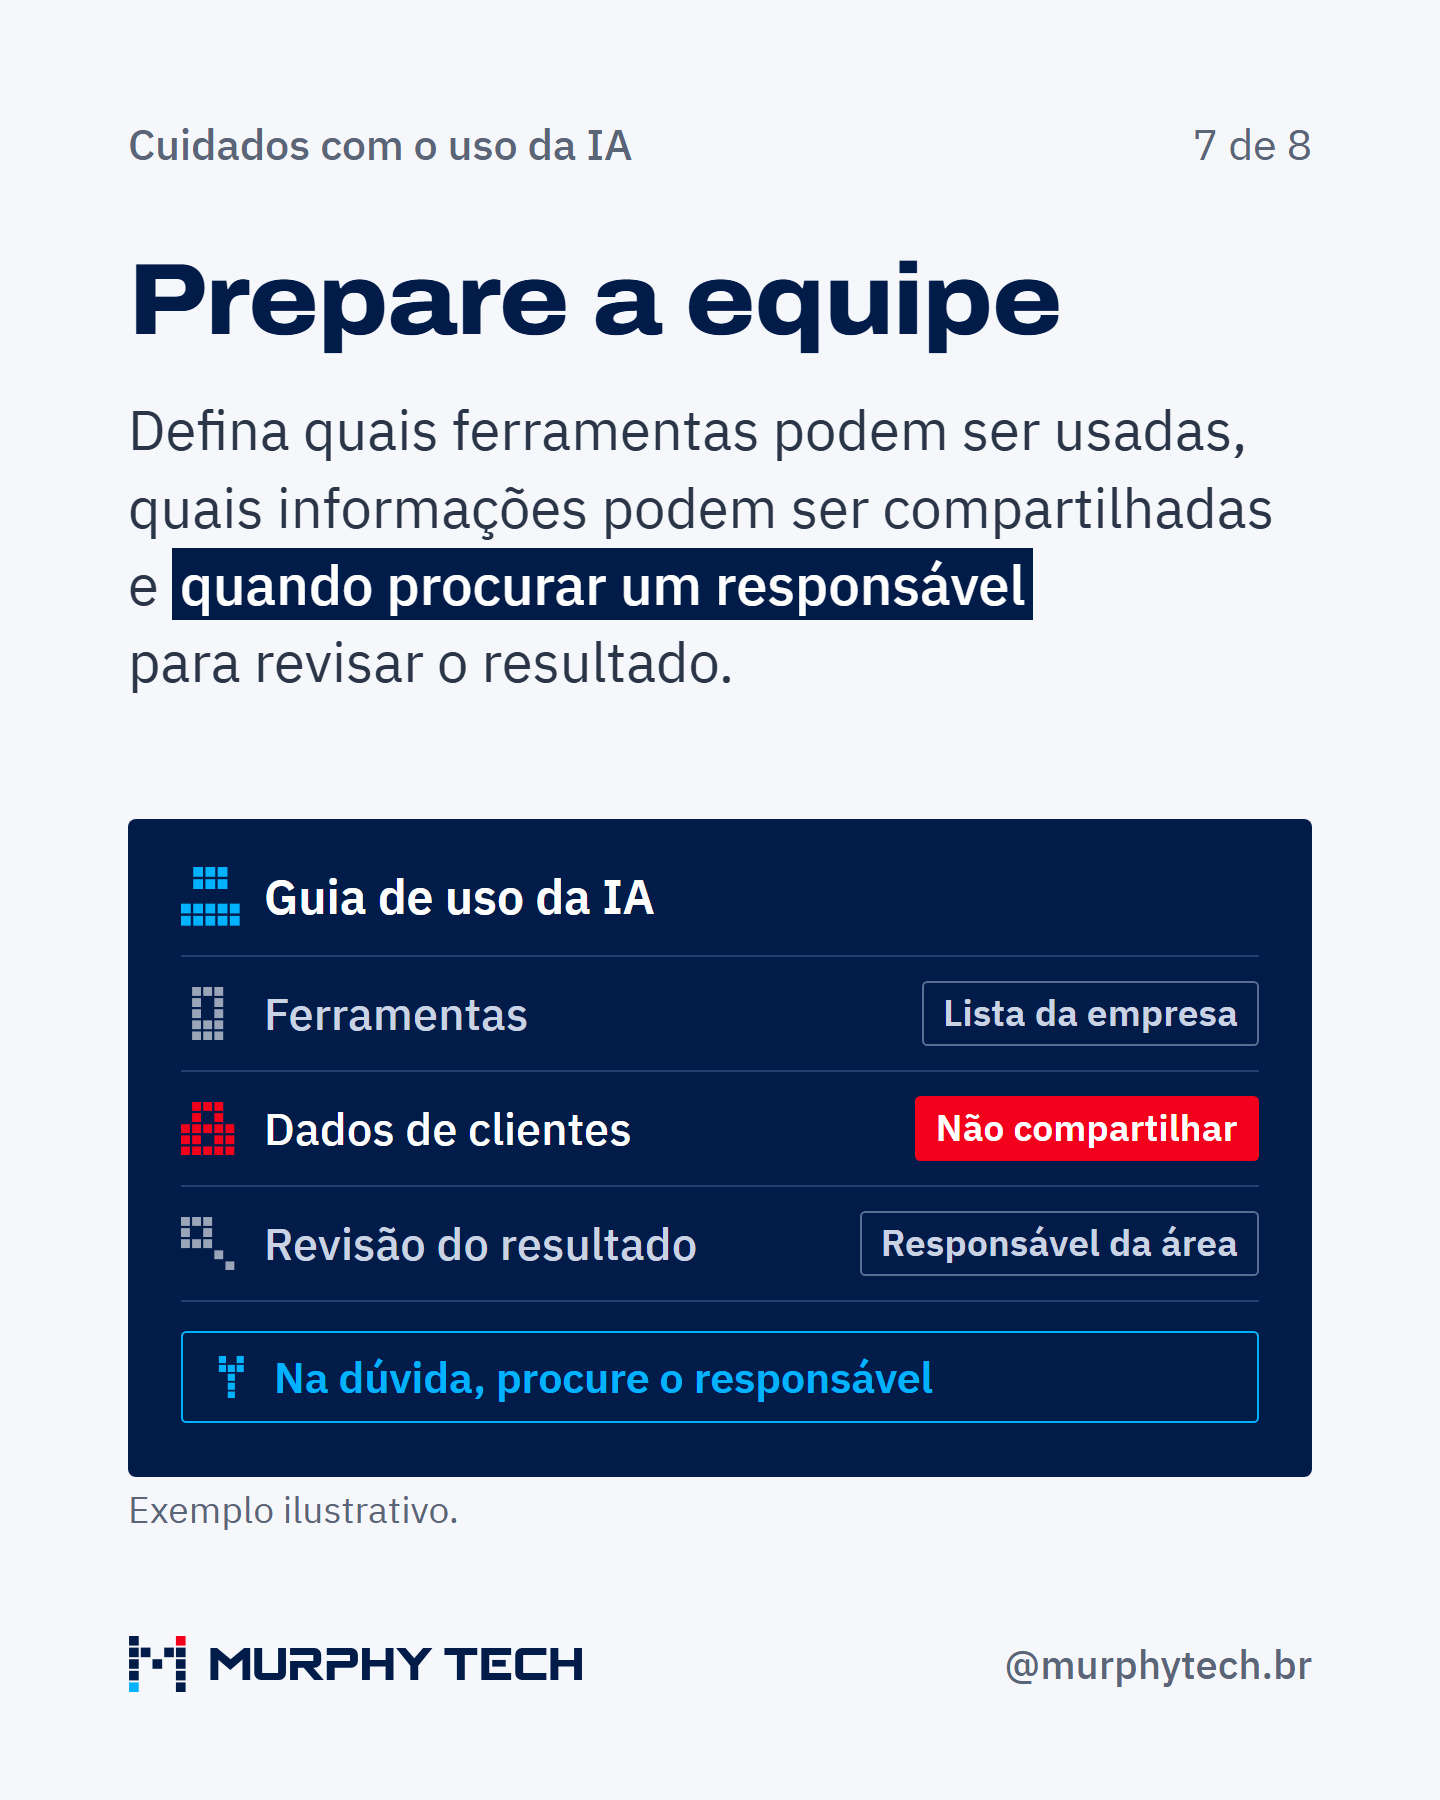 Cuidados com o uso da IA
7 de 8
Prepare a equipe
Defina quais ferramentas podem ser usadas,
quais informações podem ser compartilhadas
e quando procurar um responsável
para revisar o resultado.
Guia de uso da IA
Ferramentas
Lista da empresa
Dados de clientes
Não compartilhar
Revisão do resultado
Responsável da área
Na dúvida, procure o responsável
Exemplo ilustrativo.
MURPHY TECH
@murphytech.br